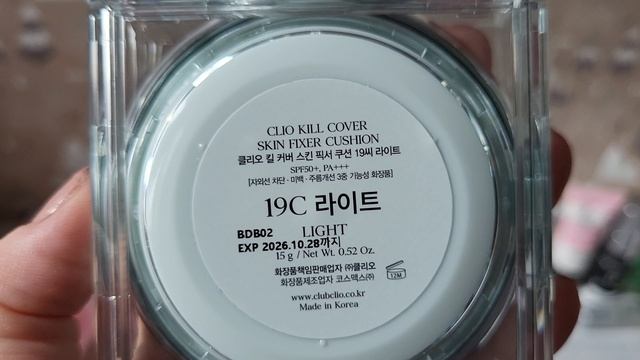 CLIO KILL COVER
SKIN FIXER CUSHION
클리오 킬 커버 스킨 픽서 쿠션 19씨 라이트
SPF50+, PA+++
[자외선 차단 · 미백 · 주름개선 3중 기능성 화장품]
19C 라이트
BDB02 LIGHT
EXP 2026.10.28까지
15 g / Net Wt. 0.52 Oz.
화장품책임판매업자 ㈜클리오
화장품제조업자 코스맥스㈜
12M
www.clubclio.co.kr
Made in Korea